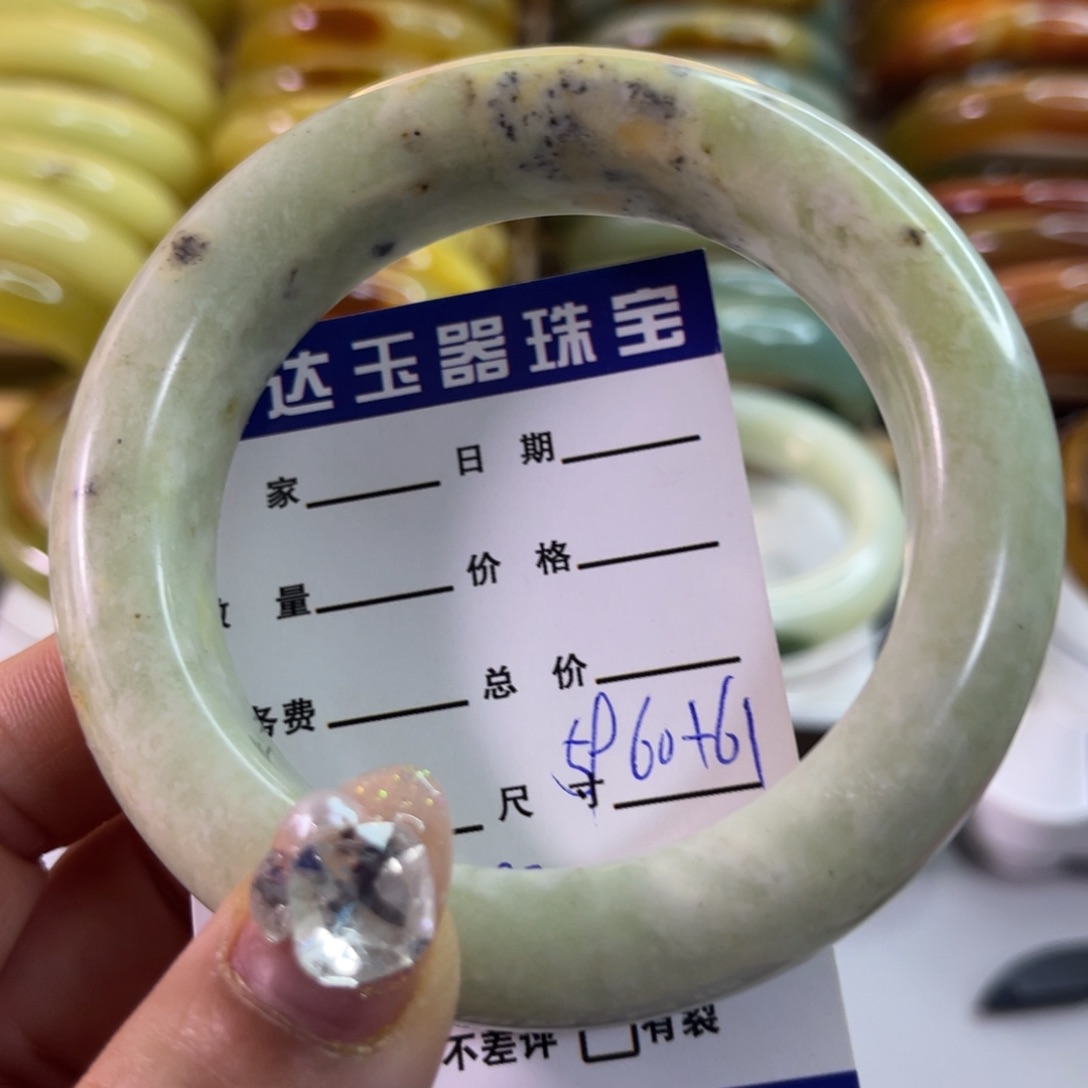 达玉器珠宝
家 日期
量 价格
务费 总价
尺寸 60+61
不差评 有裂